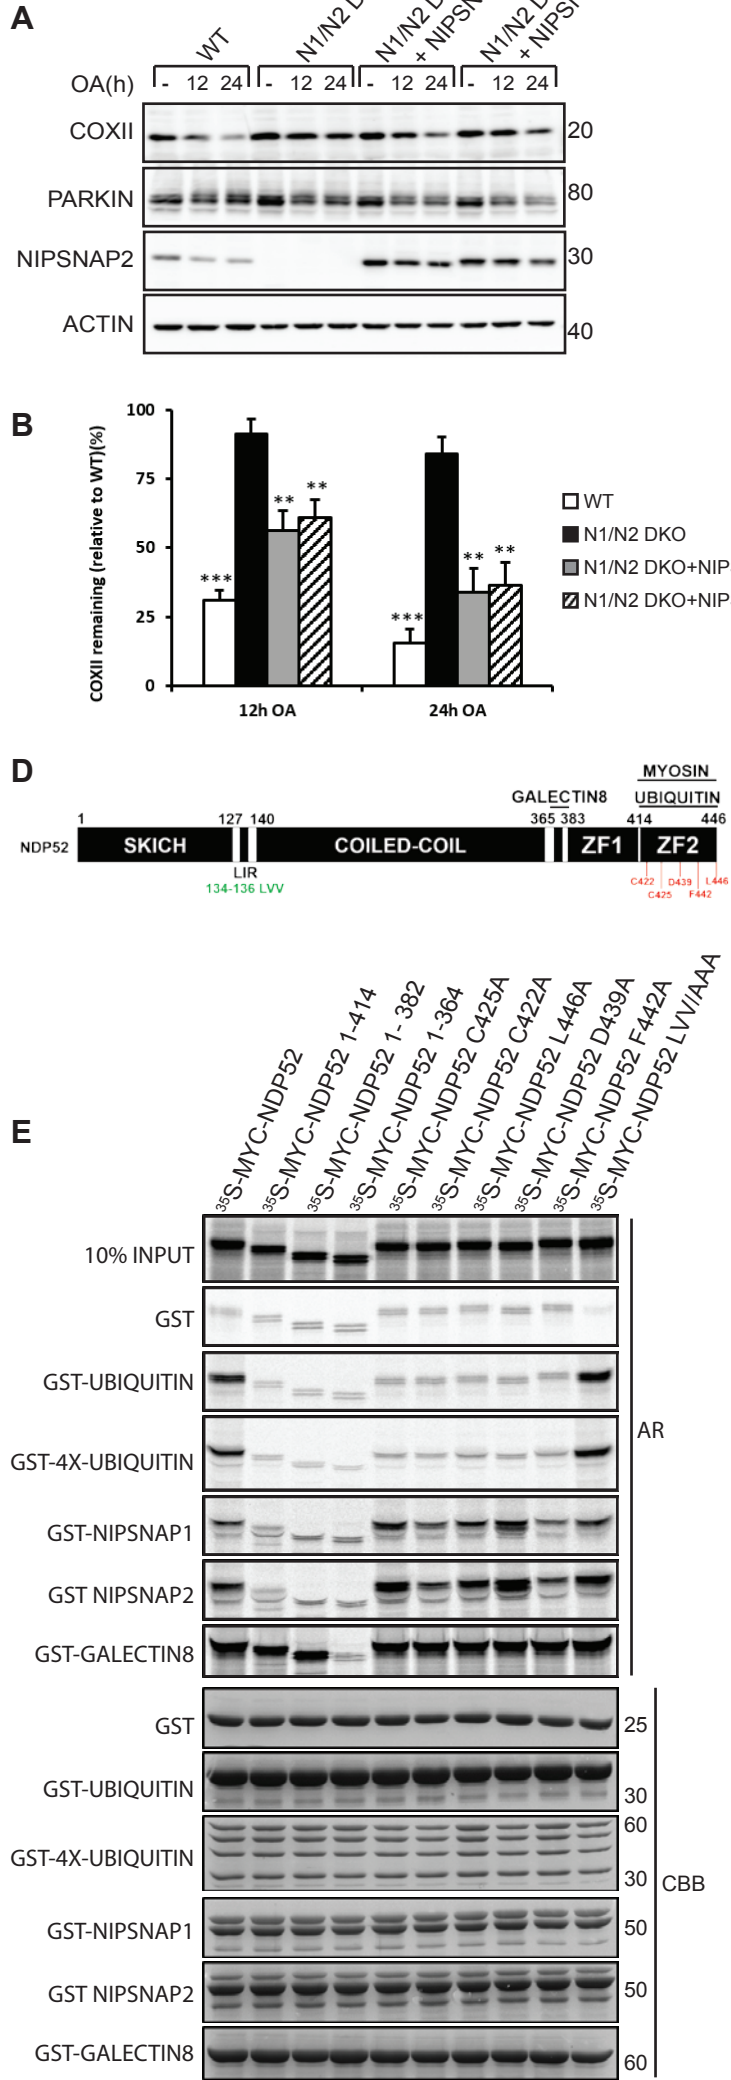 A
WT
N1/N2
N1/N2
N1/N2
OA(h) - 12 24 - 12 24 - 12 24 - 12 24
COXII 20
PARKIN 80
NIPSNAP2 30
ACTIN 40
B
COXII remaining (relative to WT)(%)
100
75
50
25
0
***
**
**
***
**
**
12h OA
24h OA
WT
N1/N2 DKO
N1/N2 DKO+NIP
N1/N2 DKO+NIP
D
MYOSIN
GALECTIN8 UBIQUITIN
1 127 140 365 383 414 446
NDP52 SKICH COILED-COIL ZF1 ZF2
LIR
134-136 LVV
C422 D439 L446
C425 F442
E
35S-MYC-NDP52
35S-MYC-NDP52 1-414
35S-MYC-NDP52 1- 382
35S-MYC-NDP52 1-364
35S-MYC-NDP52 C425A
35S-MYC-NDP52 C422A
35S-MYC-NDP52 L446A
35S-MYC-NDP52 D439A
35S-MYC-NDP52 F442A
35S-MYC-NDP52 LVV/AAA
10% INPUT
GST
GST-UBIQUITIN
GST-4X-UBIQUITIN
GST-NIPSNAP1
GST NIPSNAP2
GST-GALECTIN8
AR
GST 25
GST-UBIQUITIN 30
GST-4X-UBIQUITIN 60 30
GST-NIPSNAP1 50
GST NIPSNAP2 50
GST-GALECTIN8 60
CBB